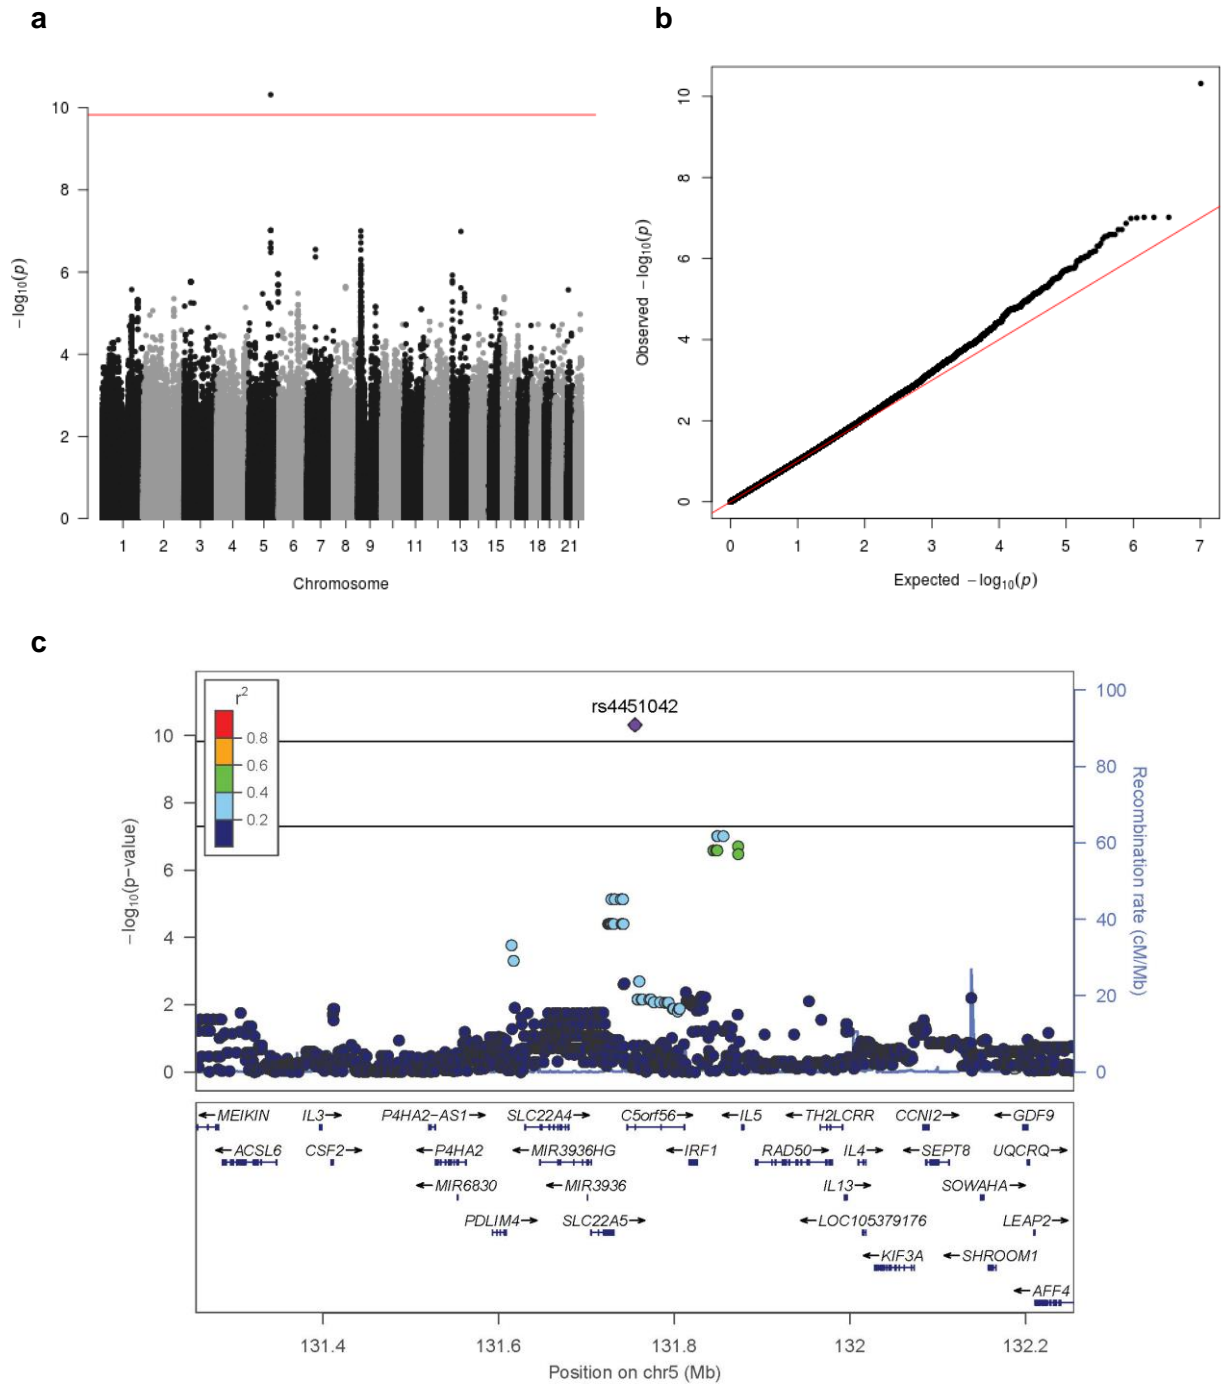 a
b
10
8
6
4
2
0
−log10(p)
1 2 3 4 5 6 7 8 9 11 13 15 18 21
Chromosome
10
8
6
4
2
0
Observed −log10(p)
0 1 2 3 4 5 6 7
Expected −log10(p)
c
r2
0.8
0.6
0.4
0.2
rs4451042
10
8
6
4
2
0
−log10(p−value)
100
80
60
40
20
0
Recombination rate (cM/Mb)
←MEIKIN IL3→ P4HA2−AS1→ SLC22A4→ C5orf56→ ←IL5 ←TH2LCRR CCNI2→ ←GDF9
←ACSL6 CSF2→ ←P4HA2 ←MIR3936HG ←IRF1 RAD50→ IL4→ ←SEPT8 UQCRQ→
←MIR6830 ←MIR3936 IL13→ SOWAHA→
PDLIM4→ SLC22A5→ ←LOC105379176 LEAP2→
←KIF3A ←SHROOM1
←AFF4
131.4 131.6 131.8 132 132.2
Position on chr5 (Mb)